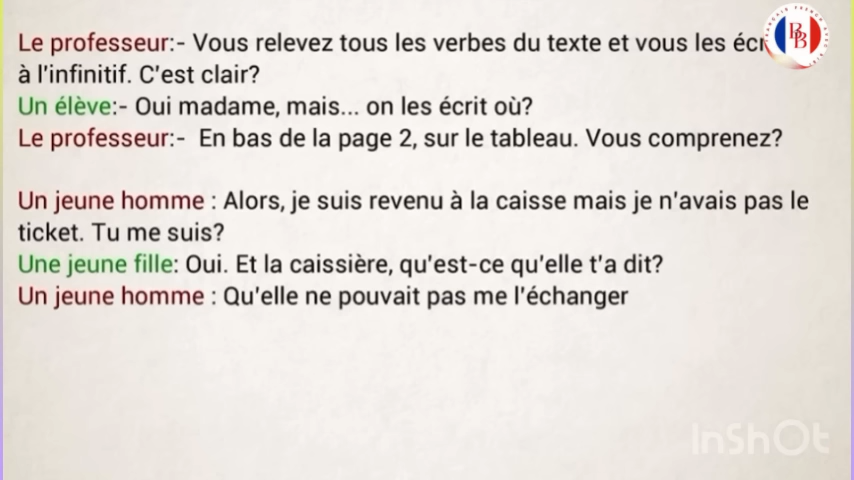 Le professeur:- Vous relevez tous les verbes du texte et vous les
à l'infinitif. C'est clair?
Un élève:- Oui madame, mais... on les écrit où?
Le professeur:- En bas de la page 2, sur le tableau. Vous comprenez?
Un jeune homme : Alors, je suis revenu à la caisse mais je n'avais pas le
ticket. Tu me suis?
Une jeune fille: Oui. Et la caissière, qu'est-ce qu'elle t'a dit?
Un jeune homme : Qu'elle ne pouvait pas me l'échanger
InShOt